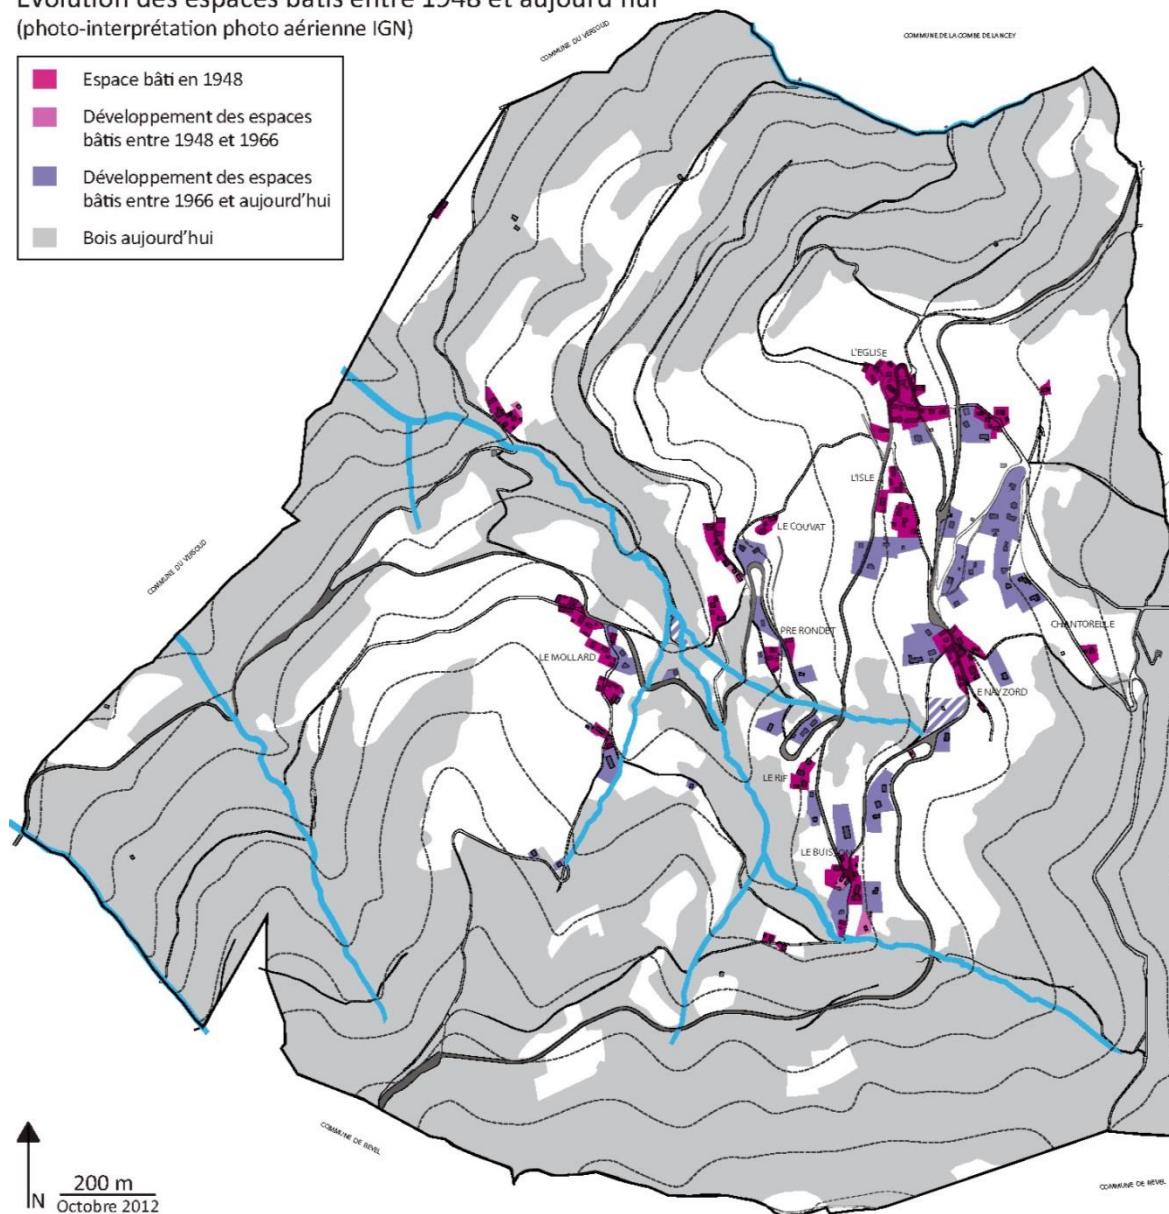 Evolution des espaces bâtis entre 1948 et aujourd'hui
(photo-interprétation photo aérienne IGN)
Espace bâti en 1948
Développement des espaces
bâtis entre 1948 et 1966
Développement des espaces
bâtis entre 1966 et aujourd'hui
Bois aujourd'hui
COMMUNE DU VERSOUD
COMMUNE DE LA COMBE DE LANCEY
L'EGLISE
L'ISLE
LE COUVAT
COMMUNE DU VERSOUD
PRE RONDET
CHANTORELLE
LE MOLLARD
LE NAYZORD
LE RIF
LE BUISSON
COMMUNE DE REVEL
COMMUNE DE REVEL
200 m
N
Octobre 2012